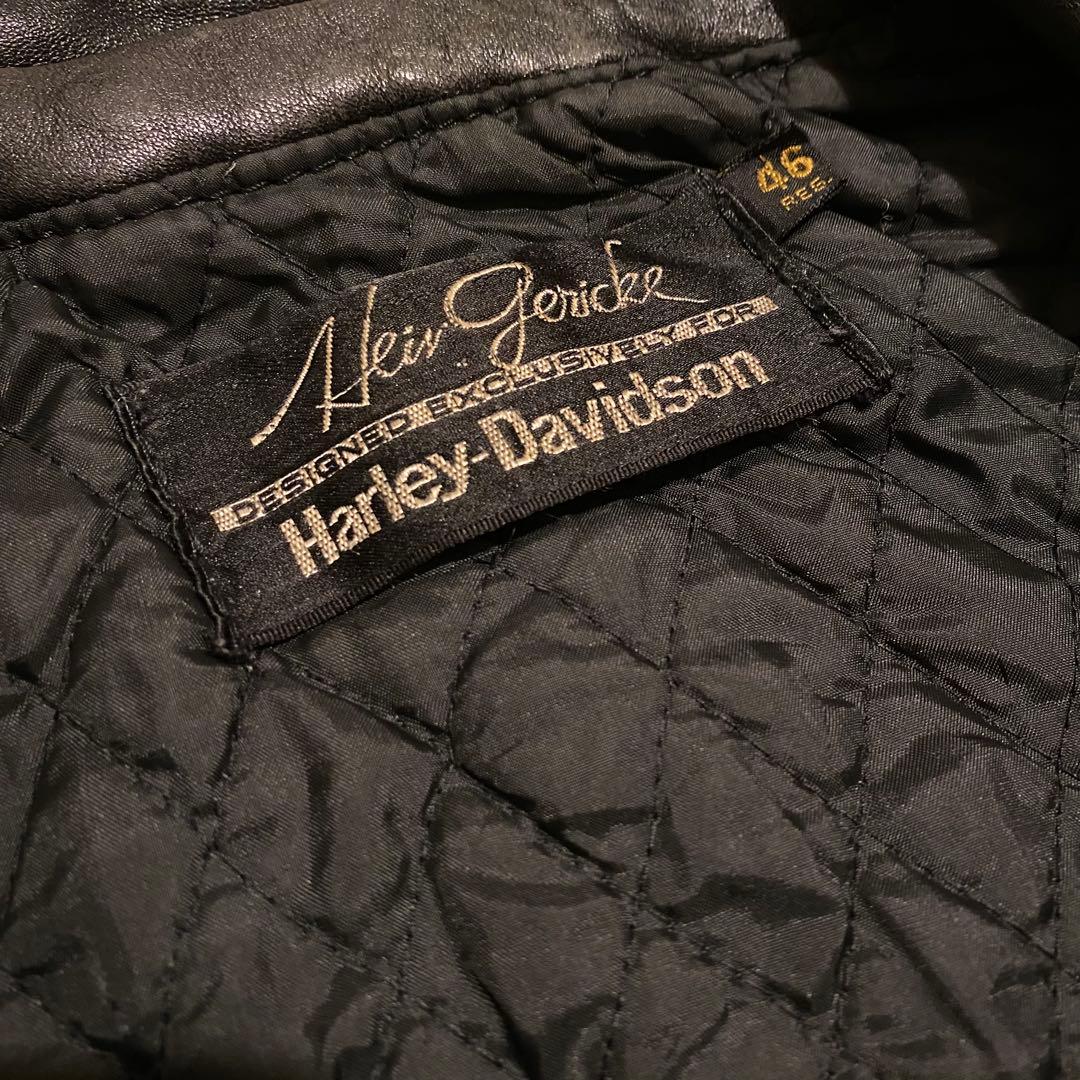 Hein Gericke
DESIGNED EXCLUSIVELY FOR
Harley-Davidson
46
REG.